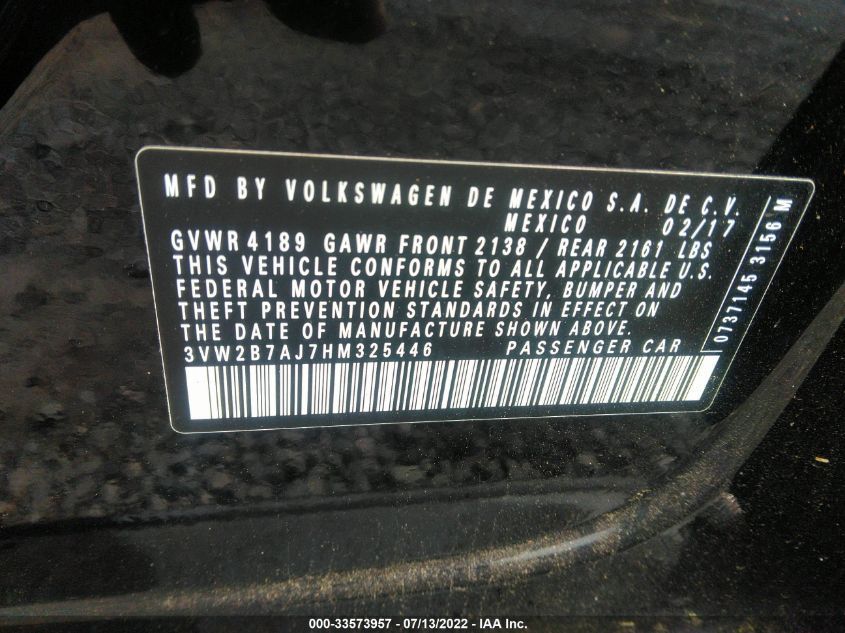 MFD BY VOLKSWAGEN DE MEXICO S.A. DE C.V.
MEXICO 02/17
GVWR 4189 GAWR FRONT 2138 / REAR 2161 LBS
THIS VEHICLE CONFORMS TO ALL APPLICABLE U.S.
FEDERAL MOTOR VEHICLE SAFETY, BUMPER AND
THEFT PREVENTION STANDARDS IN EFFECT ON
THE DATE OF MANUFACTURE SHOWN ABOVE.
3VW2B7AJ7HM325446 PASSENGER CAR
0737145 3156 M
000-33573957 - 07/13/2022 - IAA Inc.